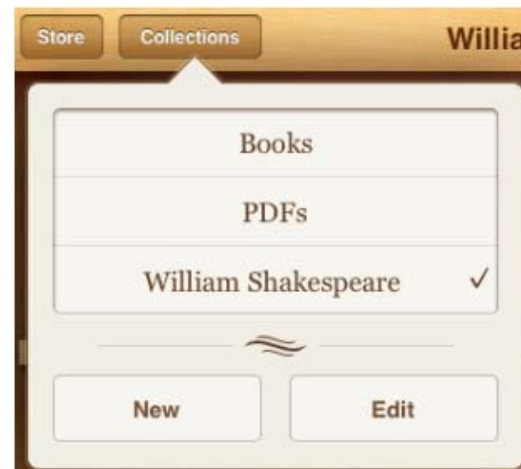 Store Collections Willia
Books
PDFs
William Shakespeare
New Edit